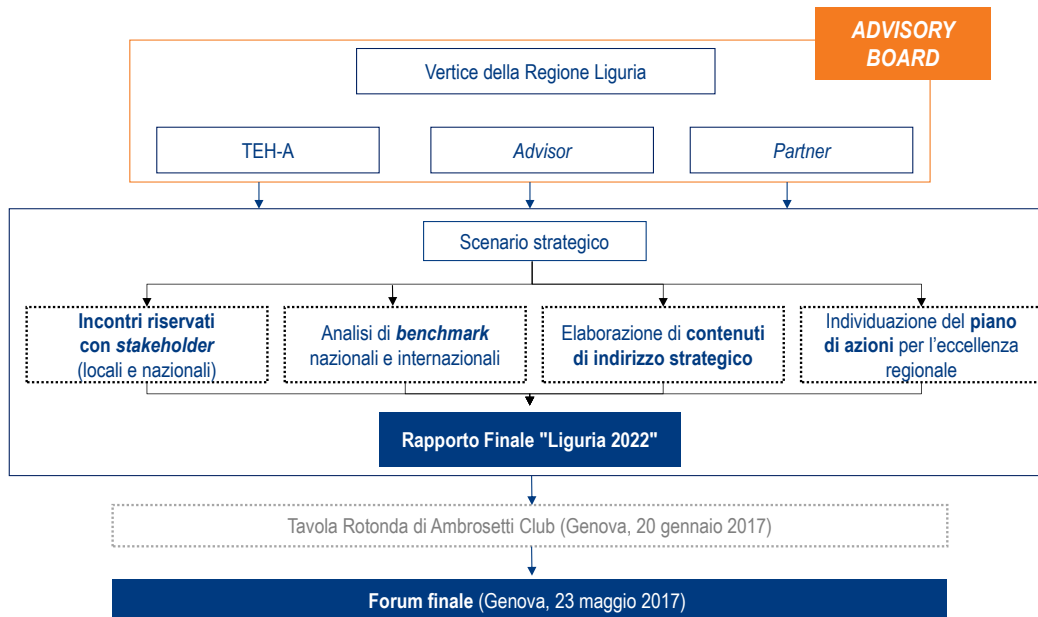 ADVISORY
BOARD
Vertice della Regione Liguria
TEH-A
Advisor
Partner
Scenario strategico
Incontri riservati
con stakeholder
(locali e nazionali)
Analisi di benchmark
nazionali e internazionali
Elaborazione di contenuti
di indirizzo strategico
Individuazione del piano
di azioni per l'eccellenza
regionale
Rapporto Finale "Liguria 2022"
Tavola Rotonda di Ambrosetti Club (Genova, 20 gennaio 2017)
Forum finale (Genova, 23 maggio 2017)